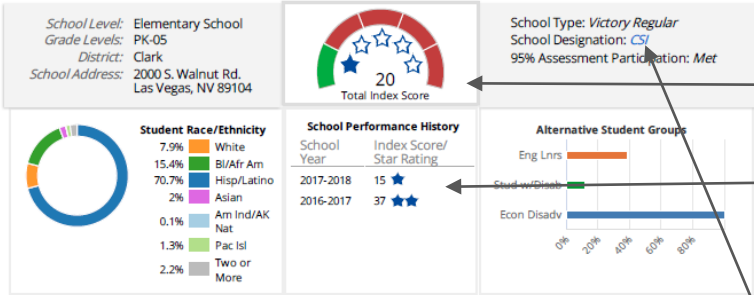 School Level: Elementary School
Grade Levels: PK-05
District: Clark
School Address: 2000 S. Walnut Rd.
Las Vegas, NV 89104
20
Total Index Score
School Type: Victory Regular
School Designation: CSI
95% Assessment Participation: Met
Student Race/Ethnicity
7.9% White
15.4% Bl/Afr Am
70.7% Hisp/Latino
2% Asian
0.1% Am Ind/AK
Nat
1.3% Pac Isl
2.2% Two or
More
School Performance History
School Year
Index Score/
Star Rating
2017-2018 15
2016-2017 37
Alternative Student Groups
Eng Lnrs
Stud w/Disab
Econ Disadv
0% 20% 40% 60% 80%